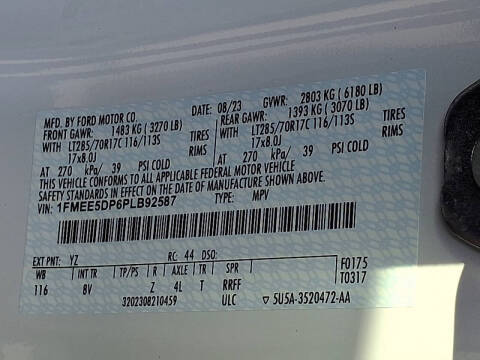 MFD. BY FORD MOTOR CO.
DATE: 08/23 GVWR: 2803 KG ( 6180 LB)
FRONT GAWR: 1483 KG ( 3270 LB) 1393 KG ( 3070 LB)
WITH LT285/70R17C 116/113S TIRES WITH LT285/70R17C 116/113S TIRES
17x8.0J RIMS 17x8.0J RIMS
AT 270 kPa/ 39 PSI COLD AT 270 kPa/ 39 PSI COLD
THIS VEHICLE CONFORMS TO ALL APPLICABLE FEDERAL MOTOR VEHICLE
SAFETY STANDARDS IN EFFECT ON THE DATE OF MANUFACTURE SHOWN ABOVE.
VIN: 1FMEE5DP6PLB92587 TYPE: MPV
EXT PNT: YZ RC: 44 DSO: F0175
WB INT TR TP/PS R AXLE TR SPR T0317
116 8V Z 4L T RRFF
3202308210459 ULC 5U5A-3520472-AA